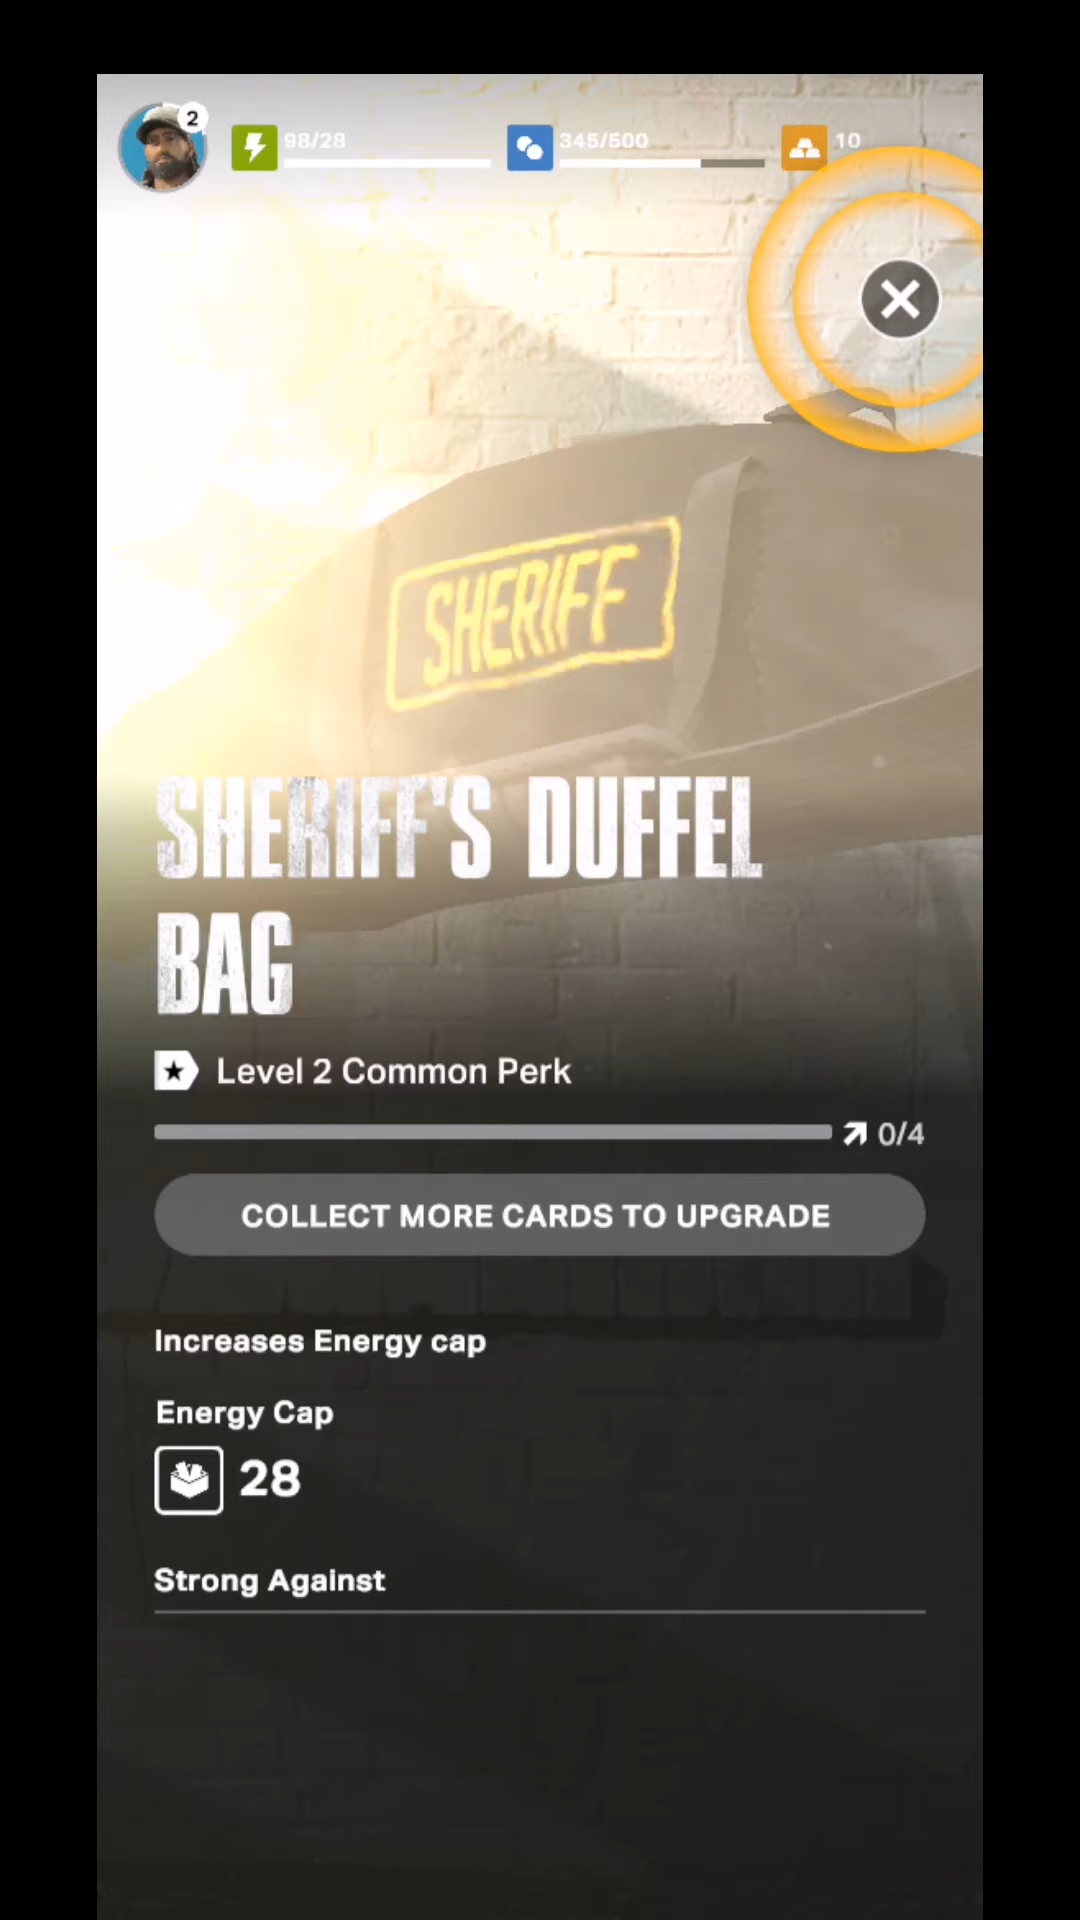 2
98/28
345/500
10
SHERIFF
SHERIFF'S DUFFEL
BAG
Level 2 Common Perk
0/4
COLLECT MORE CARDS TO UPGRADE
Increases Energy cap
Energy Cap
28
Strong Against